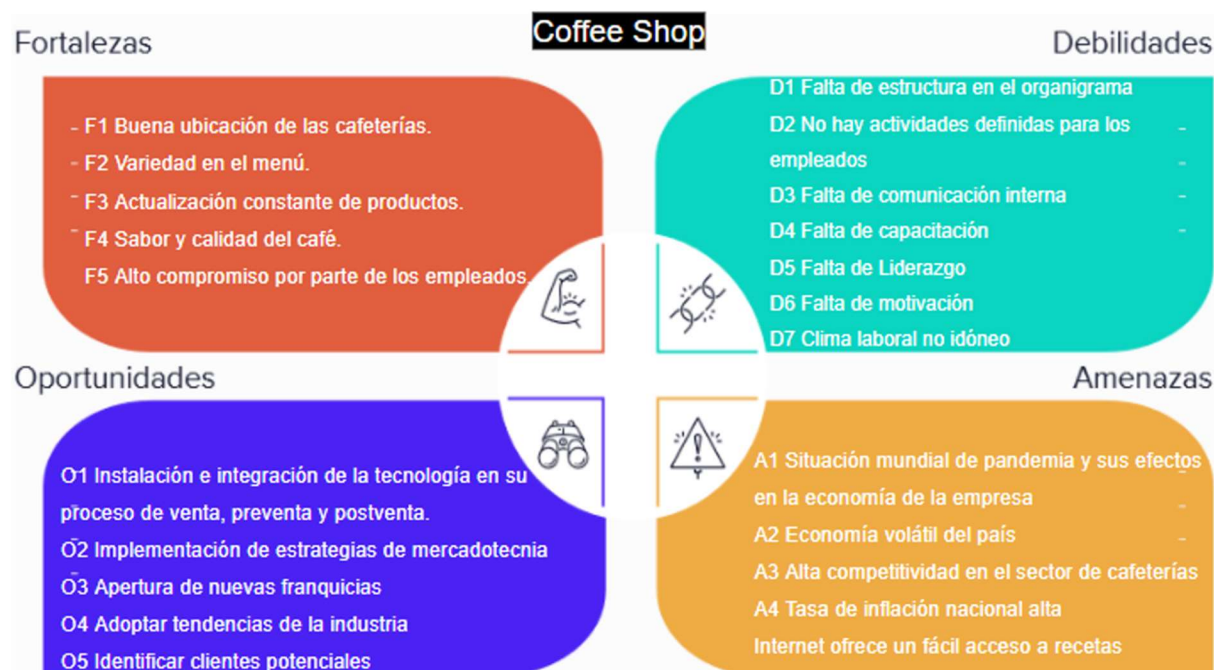 Coffee Shop
Fortalezas
- F1 Buena ubicación de las cafeterías.
- F2 Variedad en el menú.
- F3 Actualización constante de productos.
- F4 Sabor y calidad del café.
F5 Alto compromiso por parte de los empleados.
Debilidades
D1 Falta de estructura en el organigrama
D2 No hay actividades definidas para los
empleados
D3 Falta de comunicación interna
D4 Falta de capacitación
D5 Falta de Liderazgo
D6 Falta de motivación
D7 Clima laboral no idóneo
Oportunidades
O1 Instalación e integración de la tecnología en su
proceso de venta, preventa y postventa.
O2 Implementación de estrategias de mercadotecnia
O3 Apertura de nuevas franquicias
O4 Adoptar tendencias de la industria
O5 Identificar clientes potenciales
Amenazas
A1 Situación mundial de pandemia y sus efectos
en la economía de la empresa
A2 Economía volátil del país
A3 Alta competitividad en el sector de cafeterías
A4 Tasa de inflación nacional alta
Internet ofrece un fácil acceso a recetas